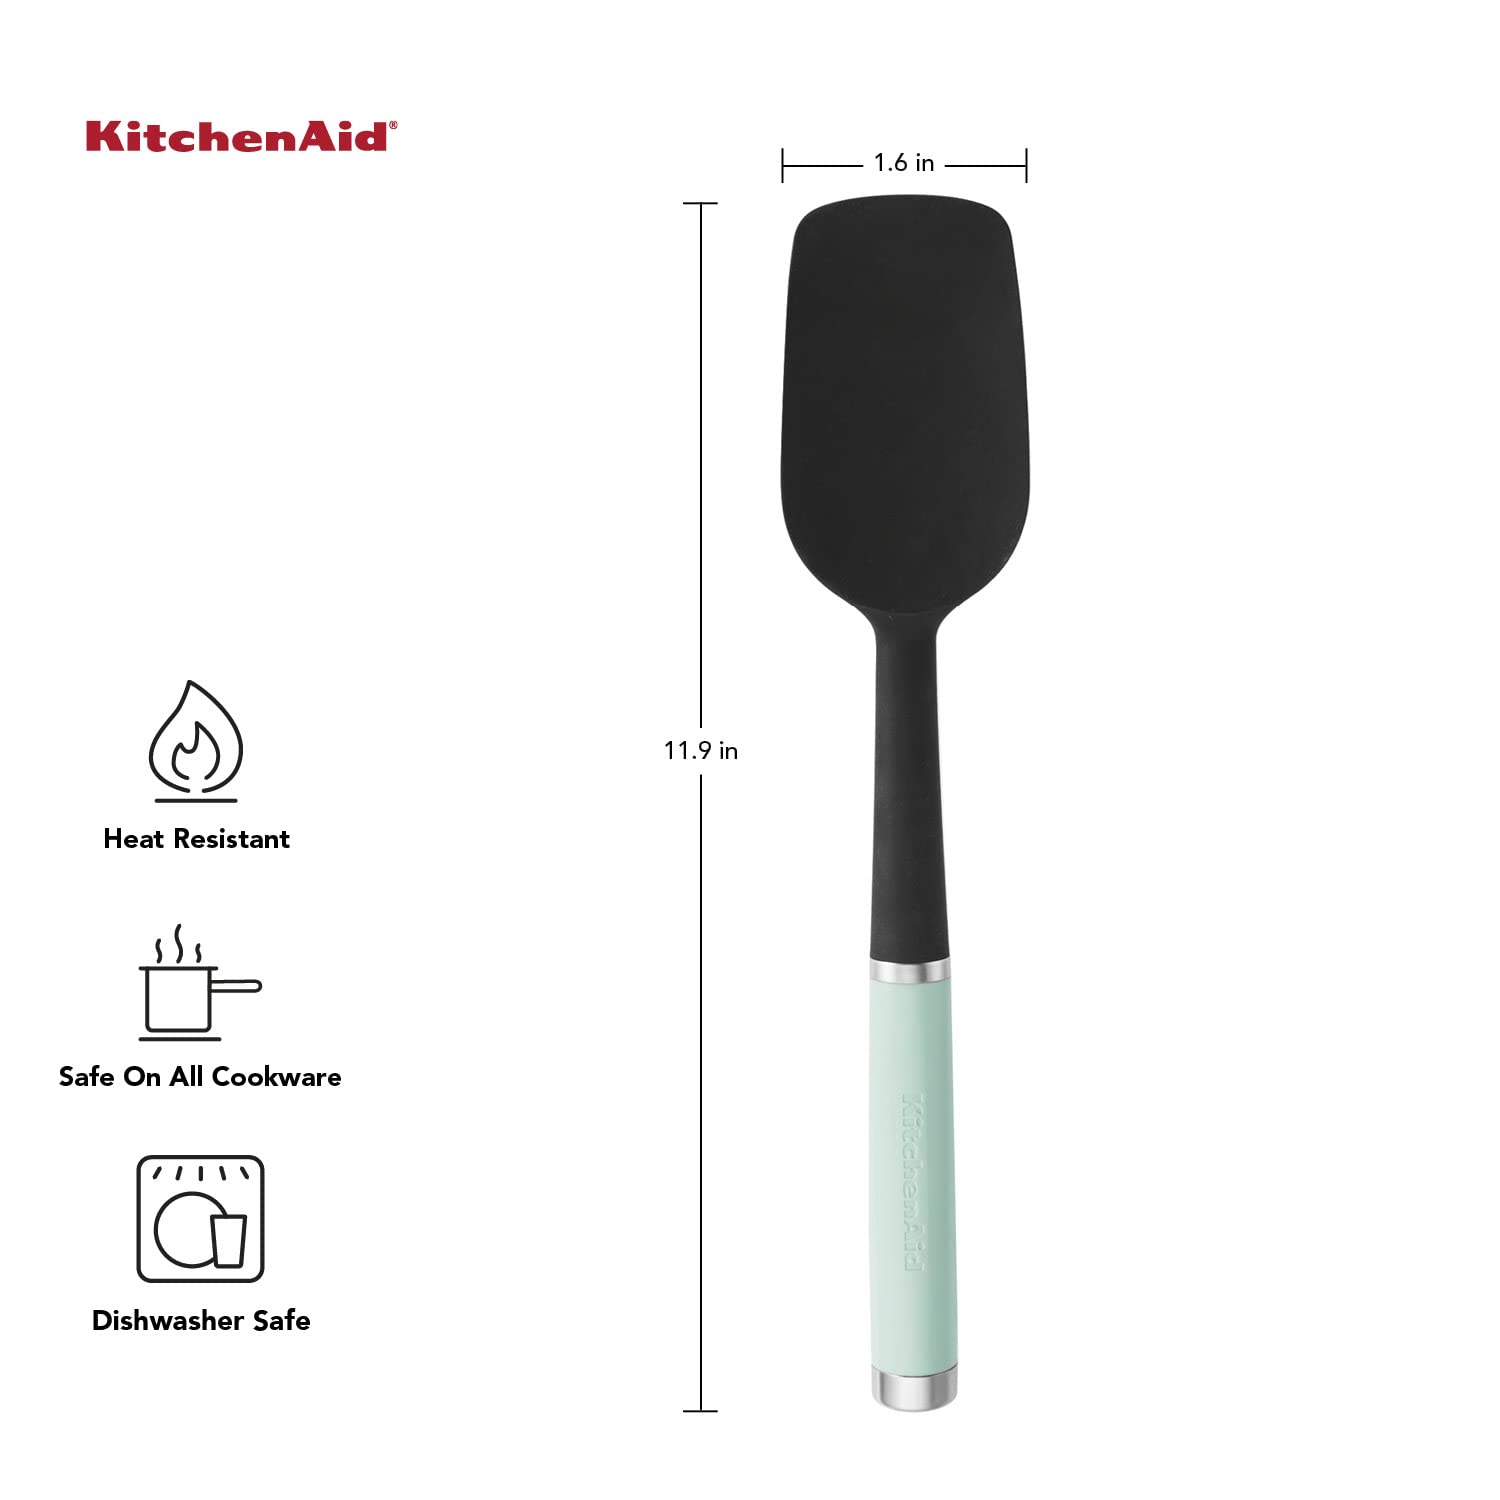 KitchenAid®
1.6 in
11.9 in
Heat Resistant
Safe On All Cookware
Dishwasher Safe
KitchenAid